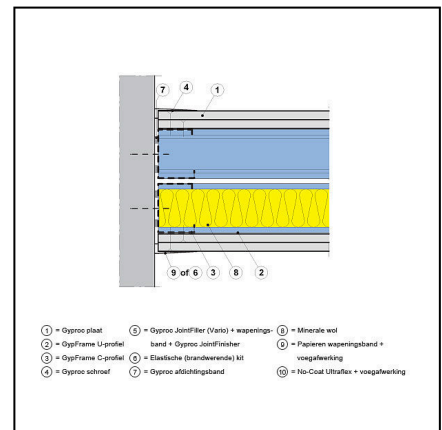 7
4
1
9 of 6
3
8
2
1 = Gyproc plaat
2 = GypFrame U-profiel
3 = GypFrame C-profiel
4 = Gyproc schroef
5 = Gyproc JointFiller (Vario) + wapenings-
band + Gyproc JointFinisher
6 = Elastische (brandwerende) kit
7 = Gyproc afdichtingsband
8 = Minerale wol
9 = Papieren wapeningsband +
voegafwerking
10 = No-Coat Ultraflex + voegafwerking